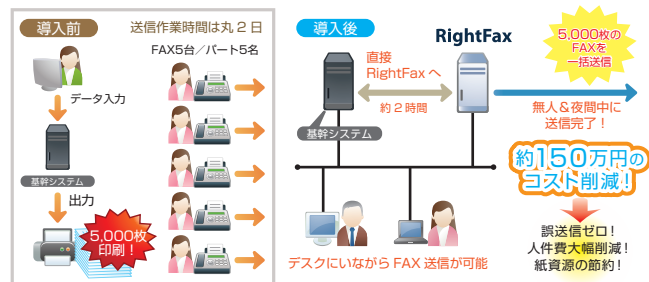 導入前
送信作業時間は丸2日
FAX5台／パート5名
データ入力
基幹システム
出力
5,000枚
印刷！
導入後
直接
RightFaxへ
約2時間
基幹システム
RightFax
5,000枚の
FAXを
一括送信
無人&夜間中に
送信完了！
約150万円の
コスト削減！
誤送信ゼロ！
人件費大幅削減！
紙資源の節約！
デスクにいながらFAX送信が可能